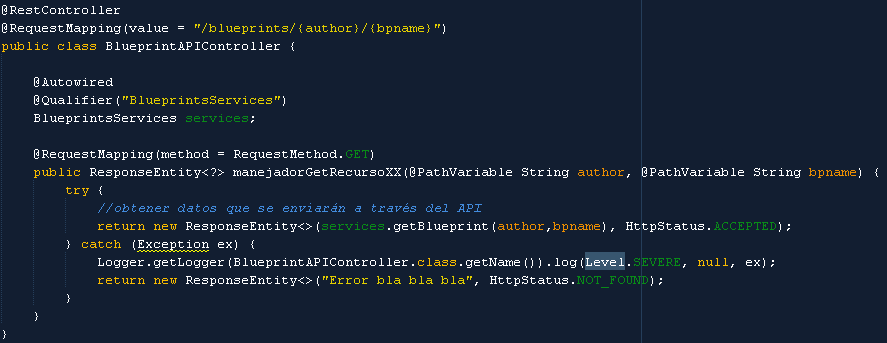 @RestController
@RequestMapping(value = "/blueprints/{author}/{bpname}")
public class BlueprintAPIController {
@Autowired
@Qualifier("BlueprintsServices")
BlueprintsServices services;
@RequestMapping(method = RequestMethod.GET)
public ResponseEntity<?> manejadorGetRecursoXX(@PathVariable String author, @PathVariable String bpname) {
try {
//obtener datos que se enviarán a través del API
return new ResponseEntity<>(services.getBlueprint(author,bpname), HttpStatus.ACCEPTED);
} catch (Exception ex) {
Logger.getLogger(BlueprintAPIController.class.getName()).log(Level.SEVERE, null, ex);
return new ResponseEntity<>("Error bla bla bla", HttpStatus.NOT_FOUND);
}
}
}